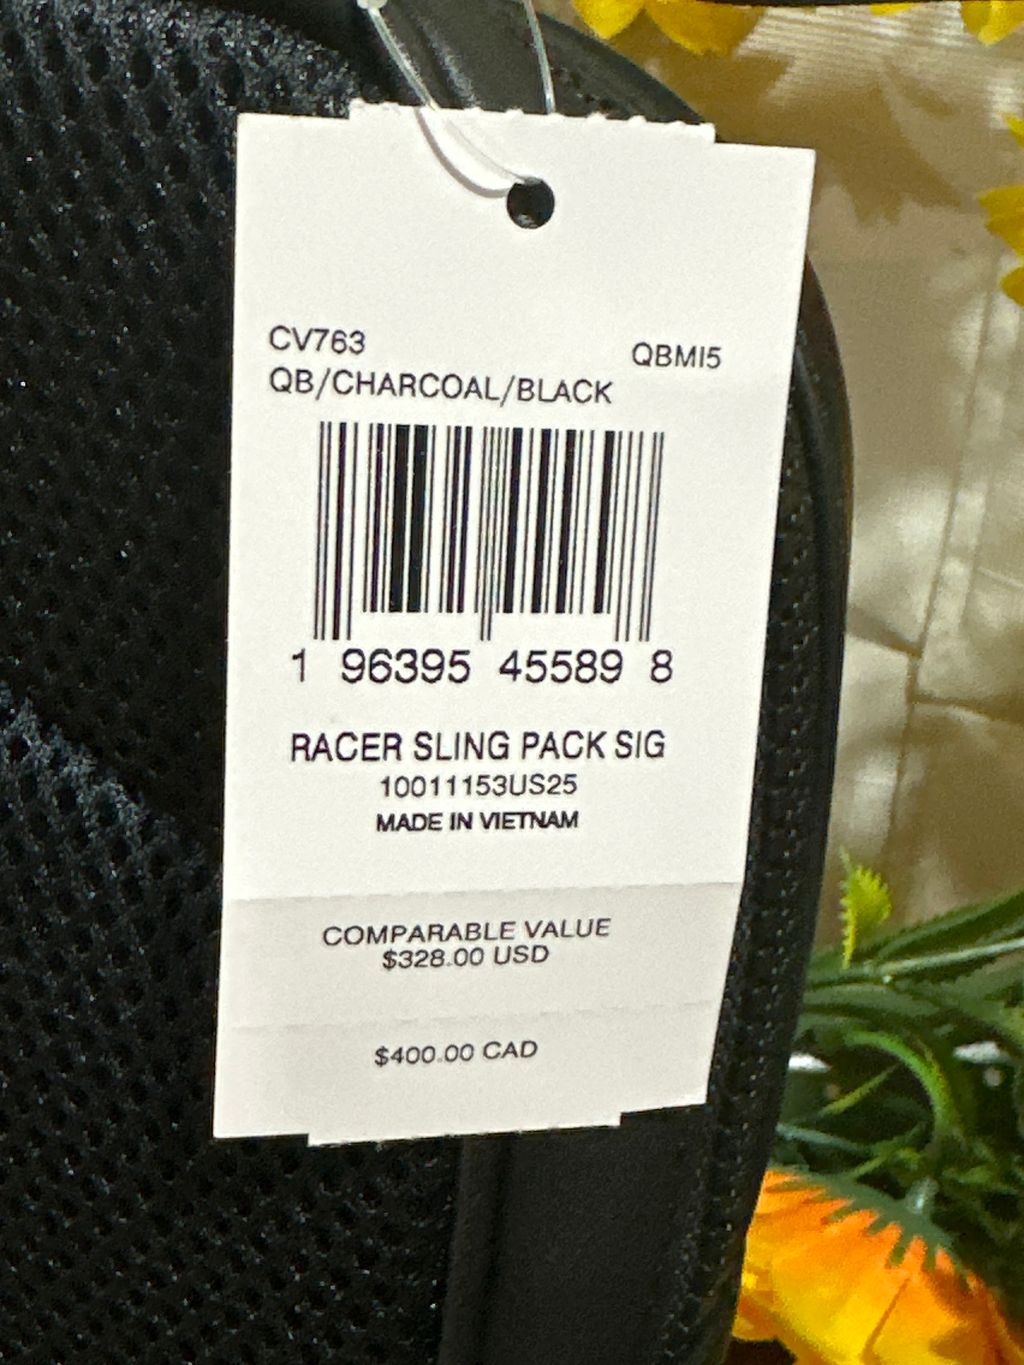 CV763
QBMI5
QB/CHARCOAL/BLACK
1 96395 45589 8
RACER SLING PACK SIG
10011153US25
MADE IN VIETNAM
COMPARABLE VALUE
$328.00 USD
$400.00 CAD